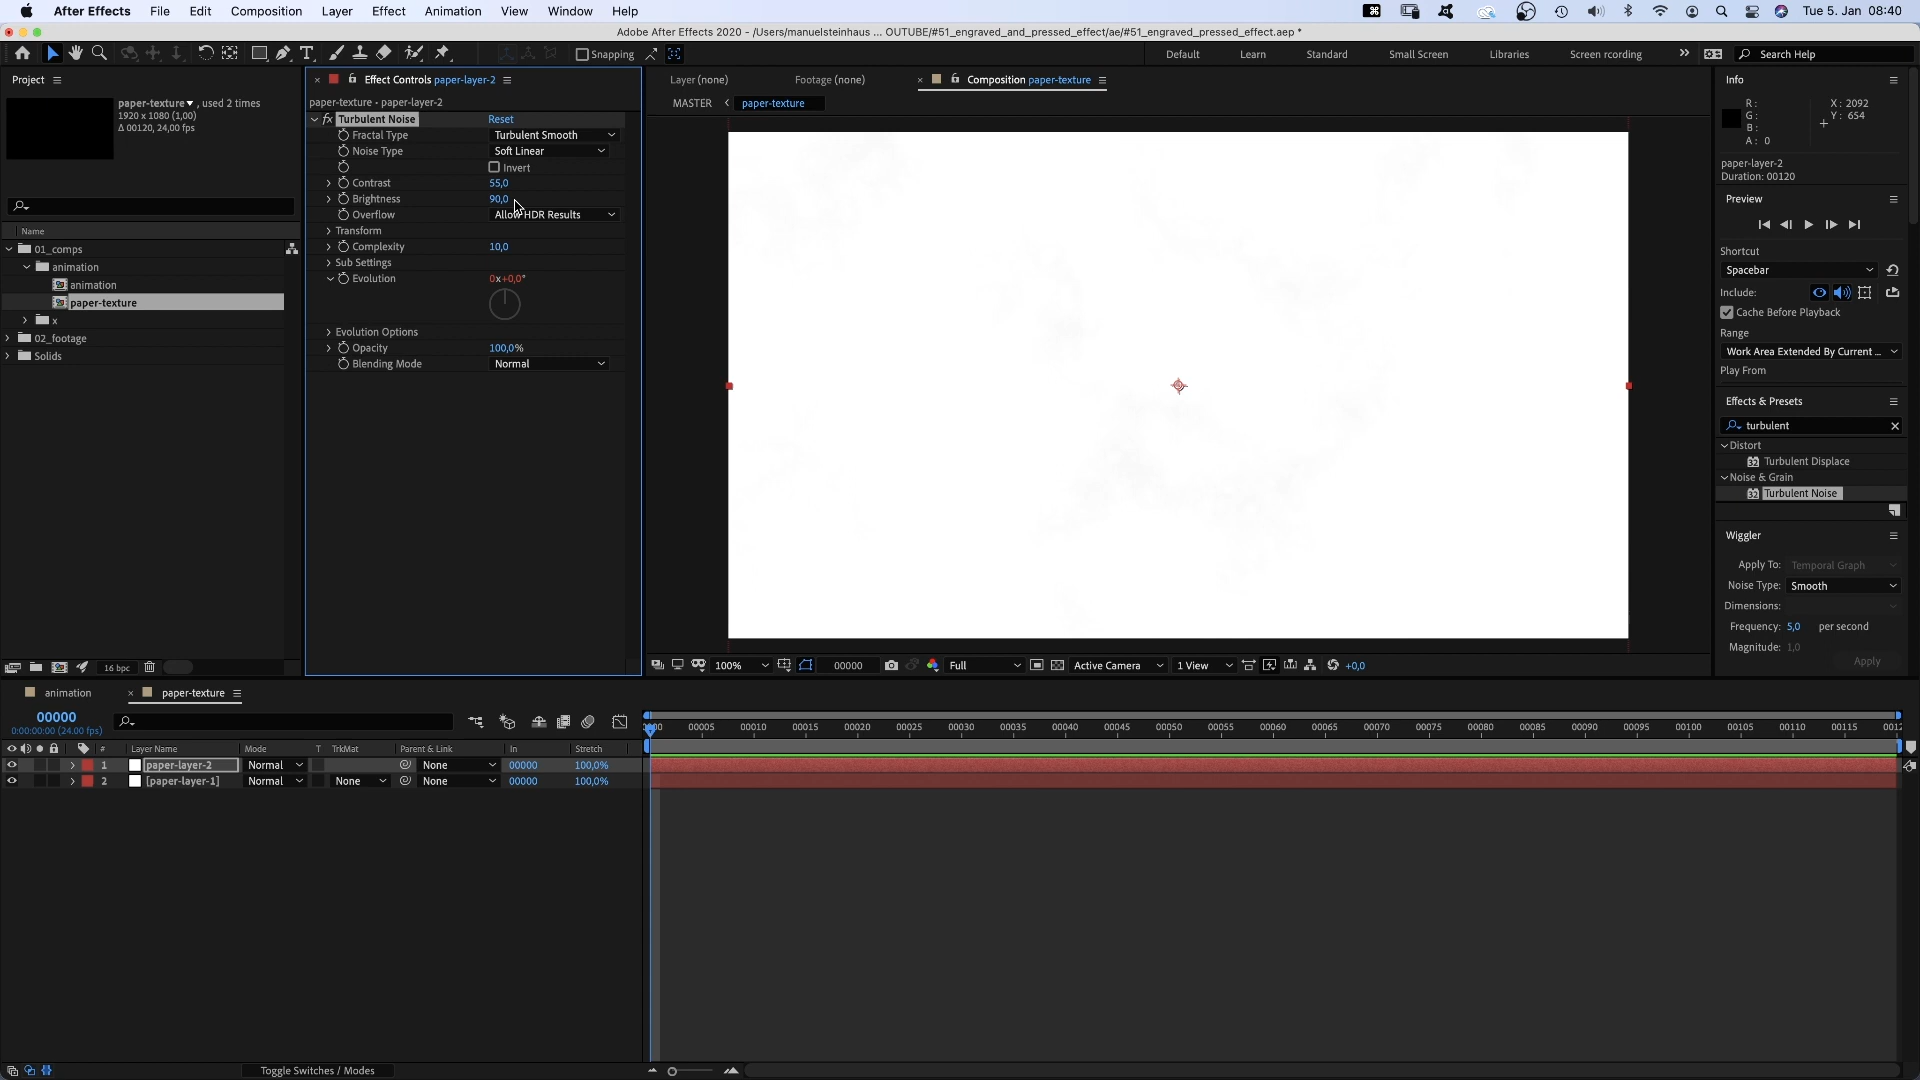 After Effects File Edit Composition Layer Effect Animation View Window Help Tue 5. Jan 08:40
Adobe After Effects 2020 - /Users/manuelsteinhaus ... OUTUBE/#51_engraved_and_pressed_effect/ae/#51_engraved_pressed_effect.aep *
Snapping Default Learn Standard Small Screen Libraries Screen rcording Search Help
Project
paper-texture , used 2 times
1920 x 1080 (1,00)
Δ 00120, 24,00 fps
Name
01_comps
animation
animation
paper-texture
x
02_footage
Solids
16 bpc
Effect Controls paper-layer-2
paper-texture • paper-layer-2
fx Turbulent Noise Reset
Fractal Type Turbulent Smooth
Noise Type Soft Linear
Invert
Contrast 55,0
Brightness 90,0
Overflow Allow HDR Results
Transform
Complexity 10,0
Sub Settings
Evolution 0x+0,0°
Evolution Options
Opacity 100,0%
Blending Mode Normal
Layer (none) Footage (none) Composition paper-texture
MASTER paper-texture
100% 00000 Full Active Camera 1 View +0,0
Info
R: X: 2092
G: Y: 654
B:
A: 0
paper-layer-2
Duration: 00120
Preview
Shortcut
Spacebar
Include:
Cache Before Playback
Range
Work Area Extended By Current ...
Play From
Effects & Presets
turbulent
Distort
32 Turbulent Displace
Noise & Grain
32 Turbulent Noise
Wiggler
Apply To: Temporal Graph
Noise Type: Smooth
Dimensions:
Frequency: 5,0 per second
Magnitude: 1,0
Apply
animation paper-texture
00000
0:00:00:00 (24.00 fps)
00005 00010 00015 00020 00025 00030 00035 00040 00045 00050 00055 00060 00065 00070 00075 00080 00085 00090 00095 00100 00105 00110 00115 0012
# Layer Name Mode T TrkMat Parent & Link In Stretch
1 paper-layer-2 Normal None 00000 100,0%
2 [paper-layer-1] Normal None None 00000 100,0%
Toggle Switches / Modes